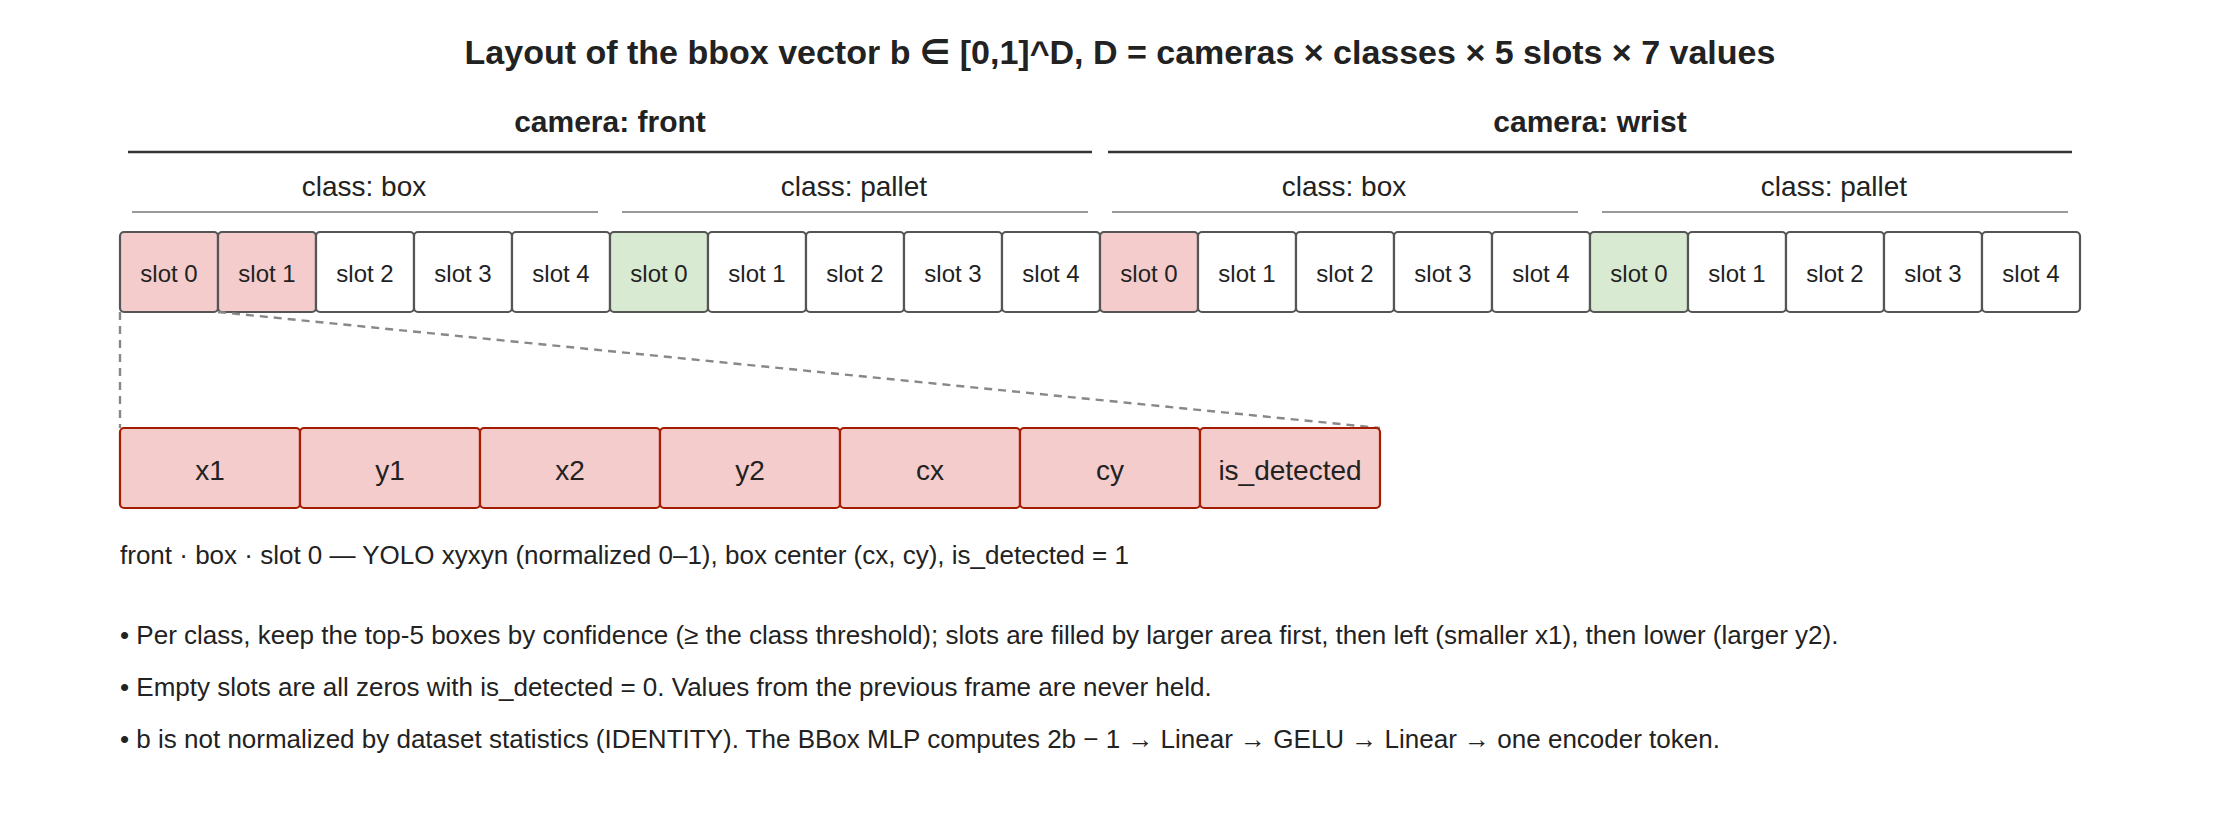 Layout of the bbox vector b ∈ [0,1]^D, D = cameras × classes × 5 slots × 7 values
camera: front camera: wrist
class: box class: pallet class: box class: pallet
slot 0 slot 1 slot 2 slot 3 slot 4 slot 0 slot 1 slot 2 slot 3 slot 4 slot 0 slot 1 slot 2 slot 3 slot 4 slot 0 slot 1 slot 2 slot 3 slot 4
x1 y1 x2 y2 cx cy is_detected
front · box · slot 0 — YOLO xyxyn (normalized 0–1), box center (cx, cy), is_detected = 1
• Per class, keep the top-5 boxes by confidence (≥ the class threshold); slots are filled by larger area first, then left (smaller x1), then lower (larger y2).
• Empty slots are all zeros with is_detected = 0. Values from the previous frame are never held.
• b is not normalized by dataset statistics (IDENTITY). The BBox MLP computes 2b − 1 → Linear → GELU → Linear → one encoder token.